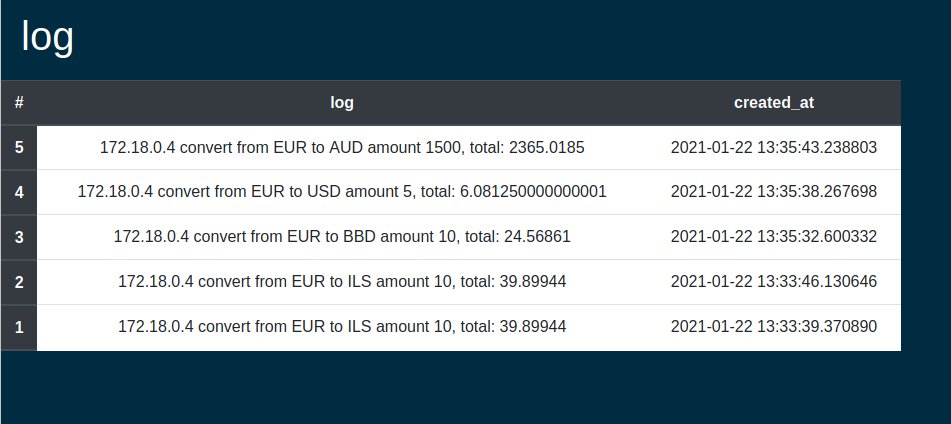 log
# log created_at
5 172.18.0.4 convert from EUR to AUD amount 1500, total: 2365.0185 2021-01-22 13:35:43.238803
4 172.18.0.4 convert from EUR to USD amount 5, total: 6.081250000000001 2021-01-22 13:35:38.267698
3 172.18.0.4 convert from EUR to BBD amount 10, total: 24.56861 2021-01-22 13:35:32.600332
2 172.18.0.4 convert from EUR to ILS amount 10, total: 39.89944 2021-01-22 13:33:46.130646
1 172.18.0.4 convert from EUR to ILS amount 10, total: 39.89944 2021-01-22 13:33:39.370890